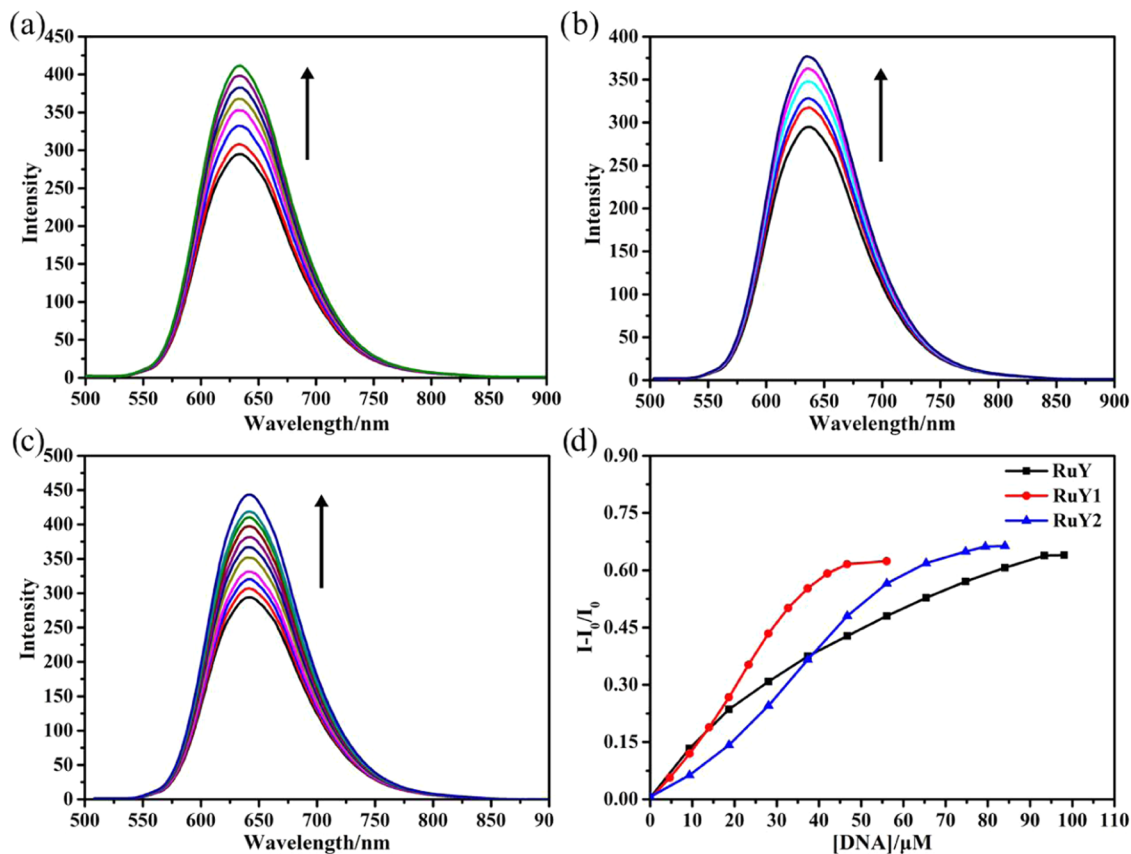 (a)
450
400
350
300
250
200
150
100
50
0
Intensity
500 550 600 650 700 750 800 850 900
Wavelength/nm
(b)
400
350
300
250
200
150
100
50
0
Intensity
500 550 600 650 700 750 800 850 900
Wavelength/nm
(c)
500
450
400
350
300
250
200
150
100
50
0
Intensity
500 550 600 650 700 750 800 850 90
Wavelength/nm
(d)
0.90
0.75
0.60
0.45
0.30
0.15
0.00
I-I0/I0
RuY
RuY1
RuY2
0 10 20 30 40 50 60 70 80 90 100 110
[DNA]/μM